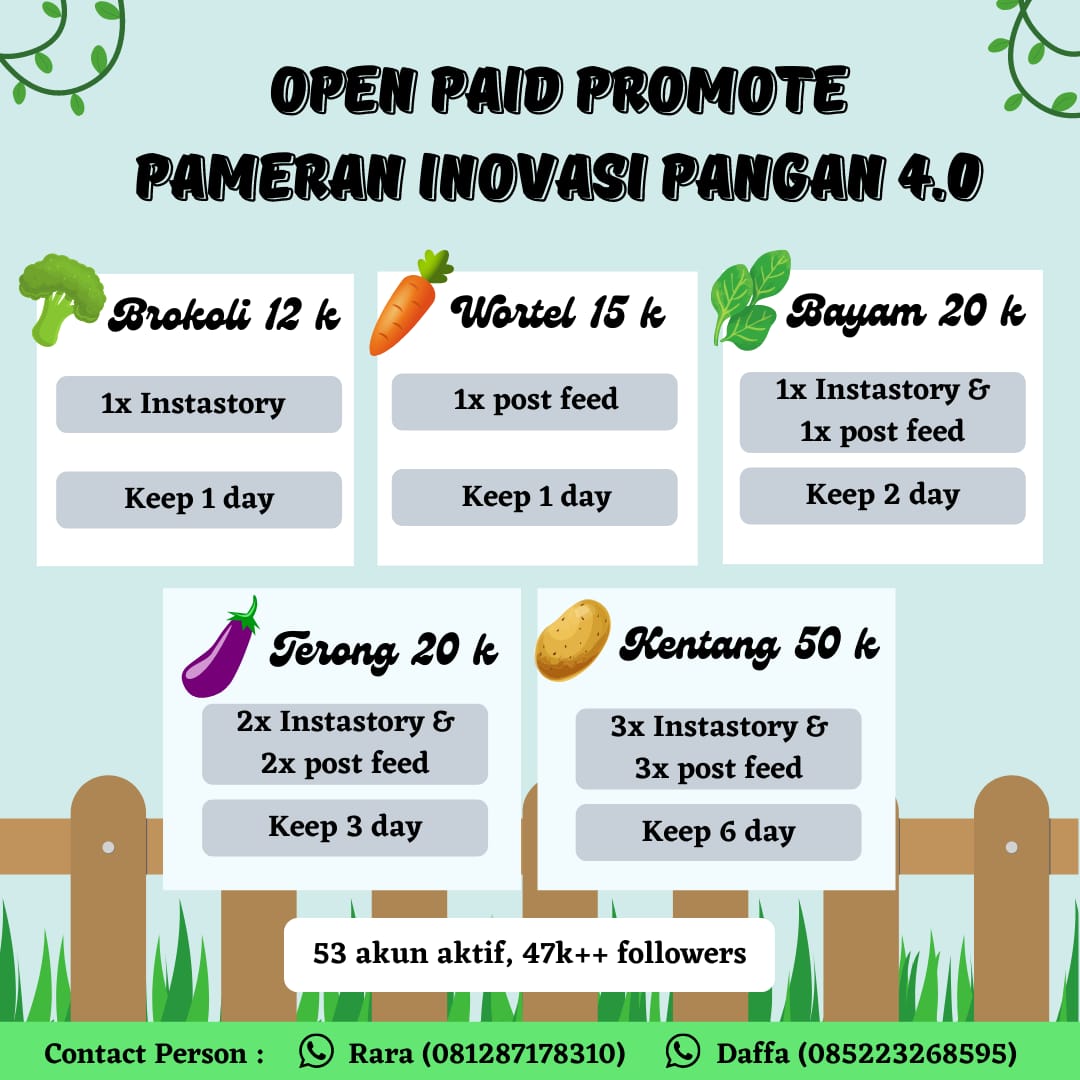 OPEN PAID PROMOTE
PAMERAN INOVASI PANGAN 4.0
Brokoli 12 k
1x Instastory
Keep 1 day
Wortel 15 k
1x post feed
Keep 1 day
Bayam 20 k
1x Instastory &
1x post feed
Keep 2 day
Terong 20 k
2x Instastory &
2x post feed
Keep 3 day
Kentang 50 k
3x Instastory &
3x post feed
Keep 6 day
53 akun aktif, 47k++ followers
Contact Person : Rara (081287178310) Daffa (085223268595)